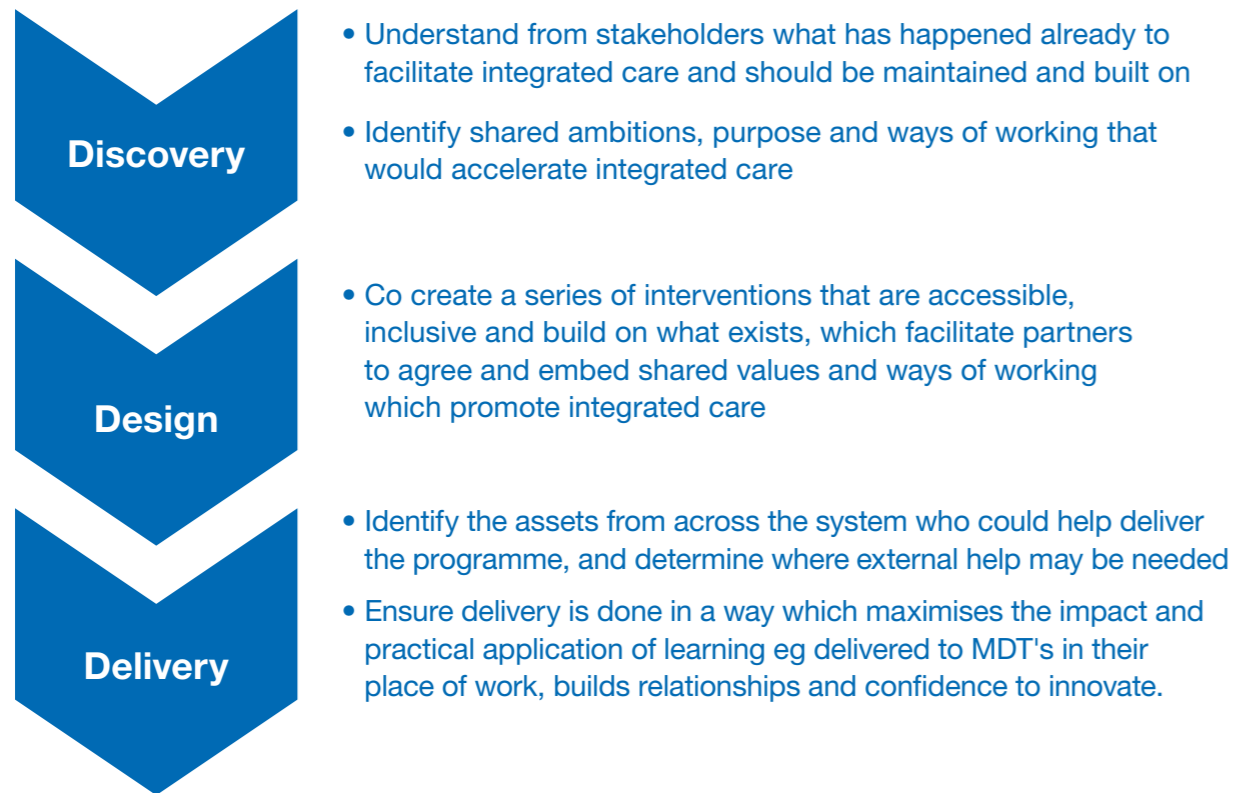 Discovery
• Understand from stakeholders what has happened already to
facilitate integrated care and should be maintained and built on
• Identify shared ambitions, purpose and ways of working that
would accelerate integrated care
Design
• Co create a series of interventions that are accessible,
inclusive and build on what exists, which facilitate partners
to agree and embed shared values and ways of working
which promote integrated care
Delivery
• Identify the assets from across the system who could help deliver
the programme, and determine where external help may be needed
• Ensure delivery is done in a way which maximises the impact and
practical application of learning eg delivered to MDT's in their
place of work, builds relationships and confidence to innovate.